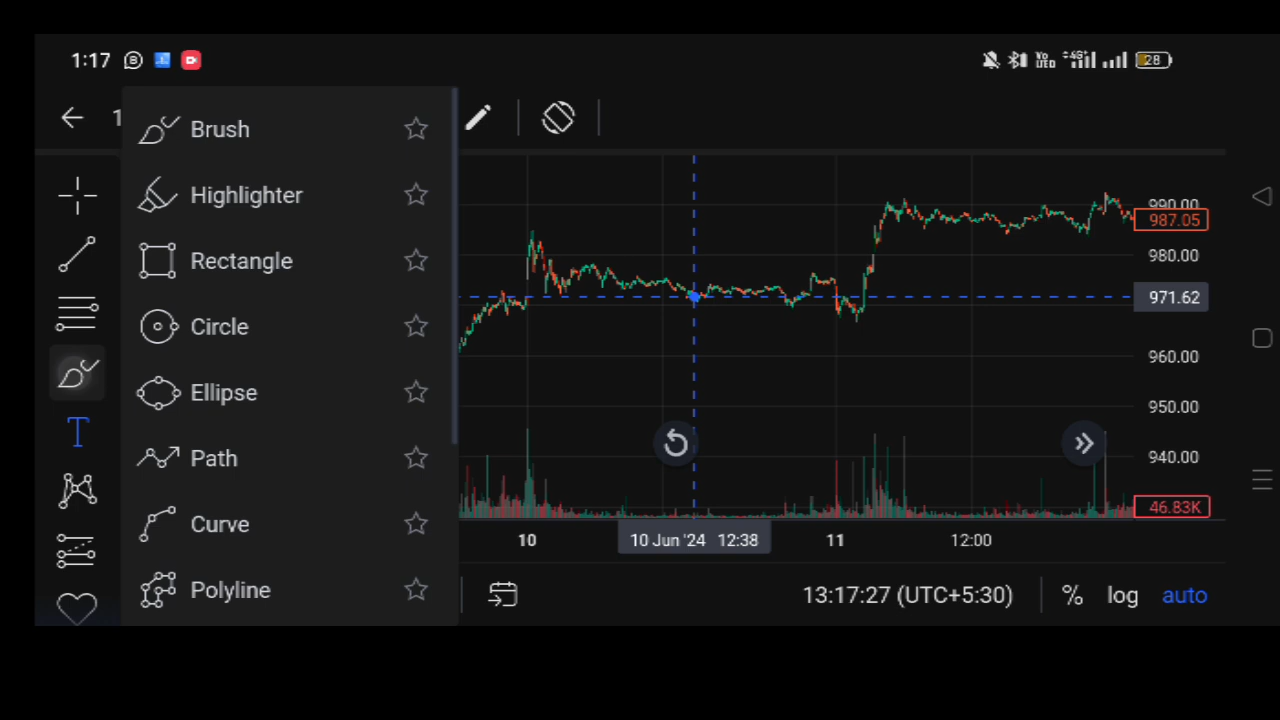 1:17
28
1
Brush
Highlighter
Rectangle
Circle
Ellipse
Path
Curve
Polyline
T
990.00
987.05
980.00
971.62
960.00
950.00
940.00
46.83K
10
10 Jun '24 12:38
11
12:00
13:17:27 (UTC+5:30)
% log auto